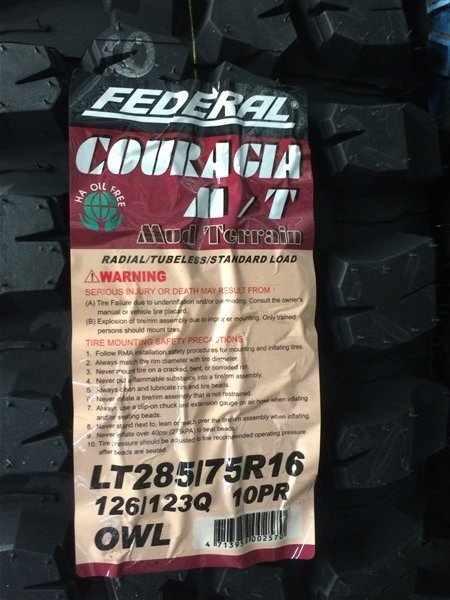 FEDERAL®
COURAGIA
M/T
HA OIL FREE
Mud Terrain
RADIAL/TUBELESS/STANDARD LOAD
WARNING
SERIOUS INJURY OR DEATH MAY RESULT FROM :
(A) Tire Failure due to underinflation and/or overloading. Consult the owner's
manual or vehicle tire placard.
(B) Explosion of tire/rim assembly due to improper mounting. Only trained
persons should mount tires.
TIRE MOUNTING SAFETY PRECAUTIONS
1. Follow RMA installation safety procedures for mounting and inflating tires.
2. Always match the rim diameter with tire diameter.
3. Never mount tire on a cracked, bent, or corroded rim.
4. Never put a flammable substance into a tire/rim assembly.
5. Always clean and lubricate rim and tire beads.
6. Never inflate a tire/rim assembly that is not restrained.
7. Always use a clip-on chuck and extension gauge on air hose when inflating
and/or seating beads.
8. Never stand next to, lean or reach over the tire/rim assembly when inflating.
9. Never inflate over 40psi (275kPa) to seat beads.
10. Tire pressure should be adjusted to the recommended operating pressure
after beads are seated.
LT285/75R16
126/123Q 10PR
OWL